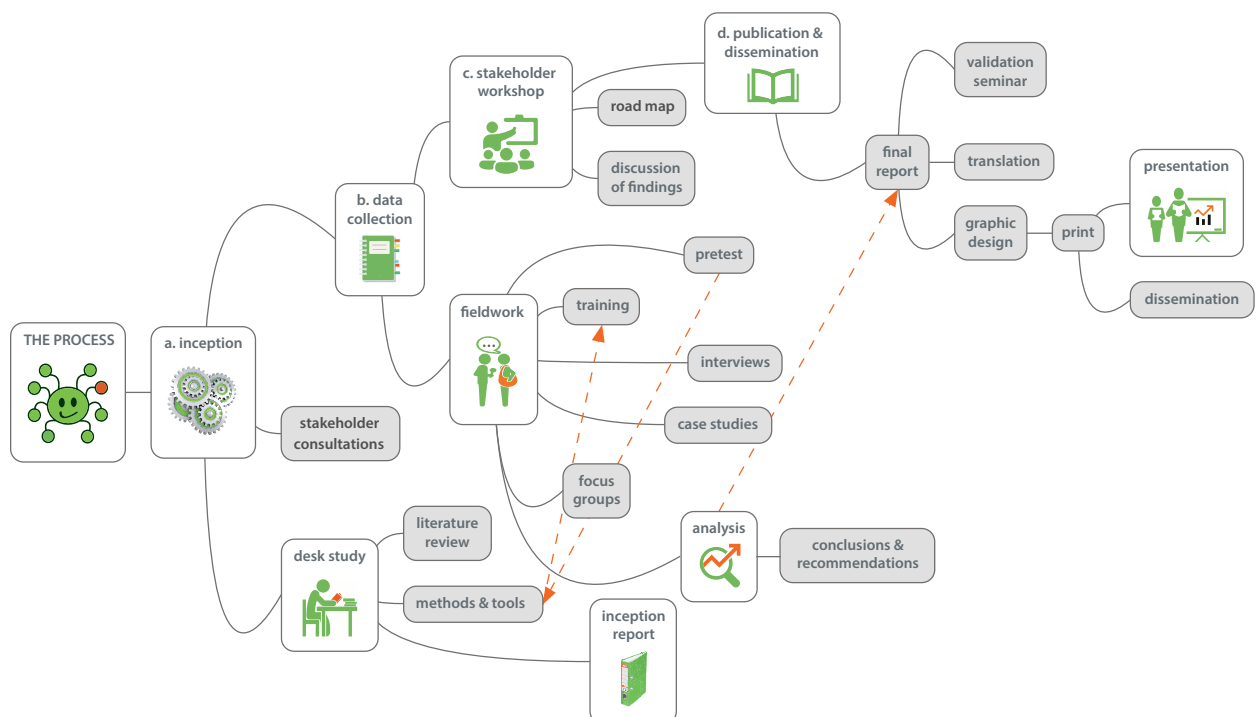 THE PROCESS
a. inception
stakeholder
consultations
b. data
collection
c. stakeholder
workshop
road map
discussion
of findings
d. publication &
dissemination
final
report
validation
seminar
translation
graphic
design
print
presentation
dissemination
fieldwork
pretest
training
interviews
case studies
focus
groups
analysis
conclusions &
recommendations
desk study
literature
review
methods & tools
inception
report